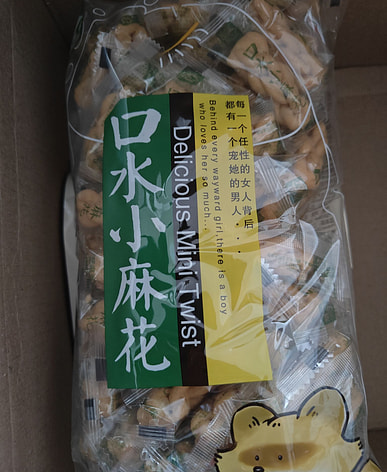 口水小麻花
Delicious Mini Twist
每一个任性的女人背后
都有一个宠她的男人...
Behind every wayward girl,there is a boy
who loves her so much...